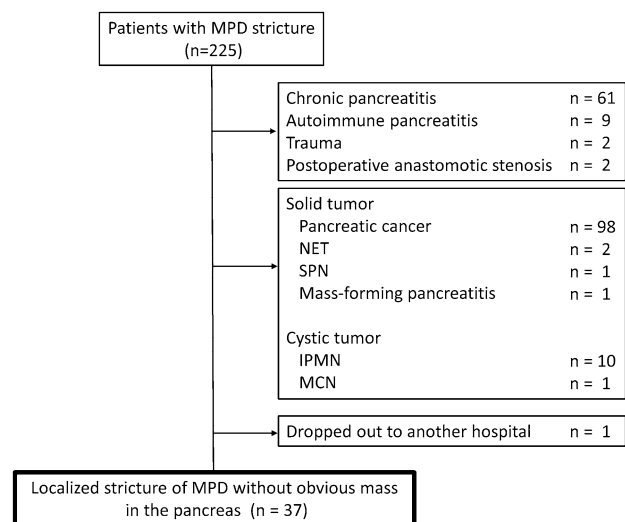 Patients with MPD stricture
(n=225)
Chronic pancreatitis n = 61
Autoimmune pancreatitis n = 9
Trauma n = 2
Postoperative anastomotic stenosis n = 2
Solid tumor
Pancreatic cancer n = 98
NET n = 2
SPN n = 1
Mass-forming pancreatitis n = 1
Cystic tumor
IPMN n = 10
MCN n = 1
Dropped out to another hospital n = 1
Localized stricture of MPD without obvious mass
in the pancreas (n = 37)